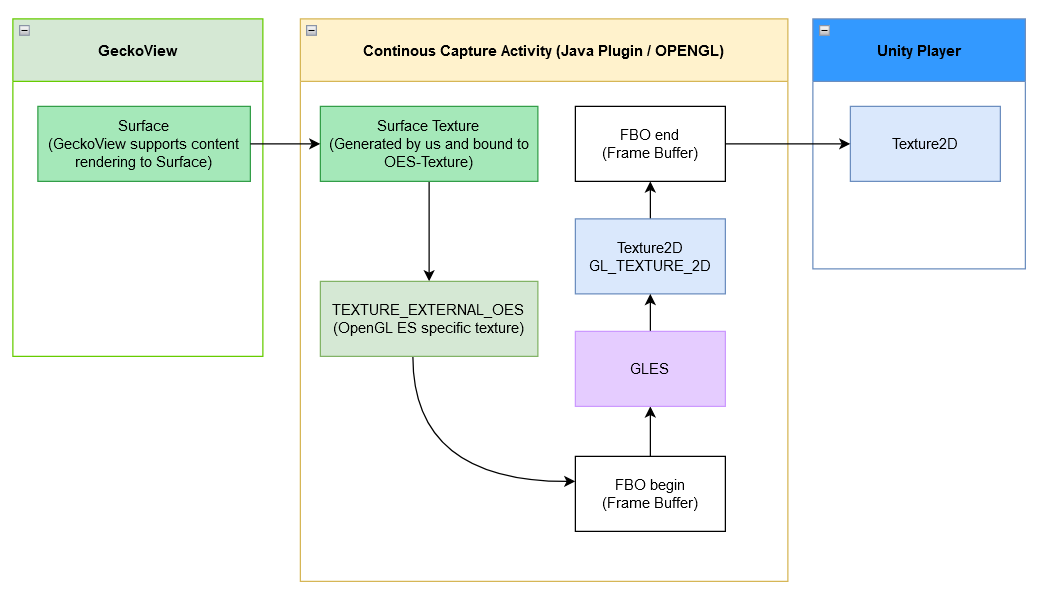 GeckoView
Surface
(GeckoView supports content
rendering to Surface)
Continous Capture Activity (Java Plugin / OPENGL)
Surface Texture
(Generated by us and bound to
OES-Texture)
TEXTURE_EXTERNAL_OES
(OpenGL ES specific texture)
FBO end
(Frame Buffer)
Texture2D
GL_TEXTURE_2D
GLES
FBO begin
(Frame Buffer)
Unity Player
Texture2D